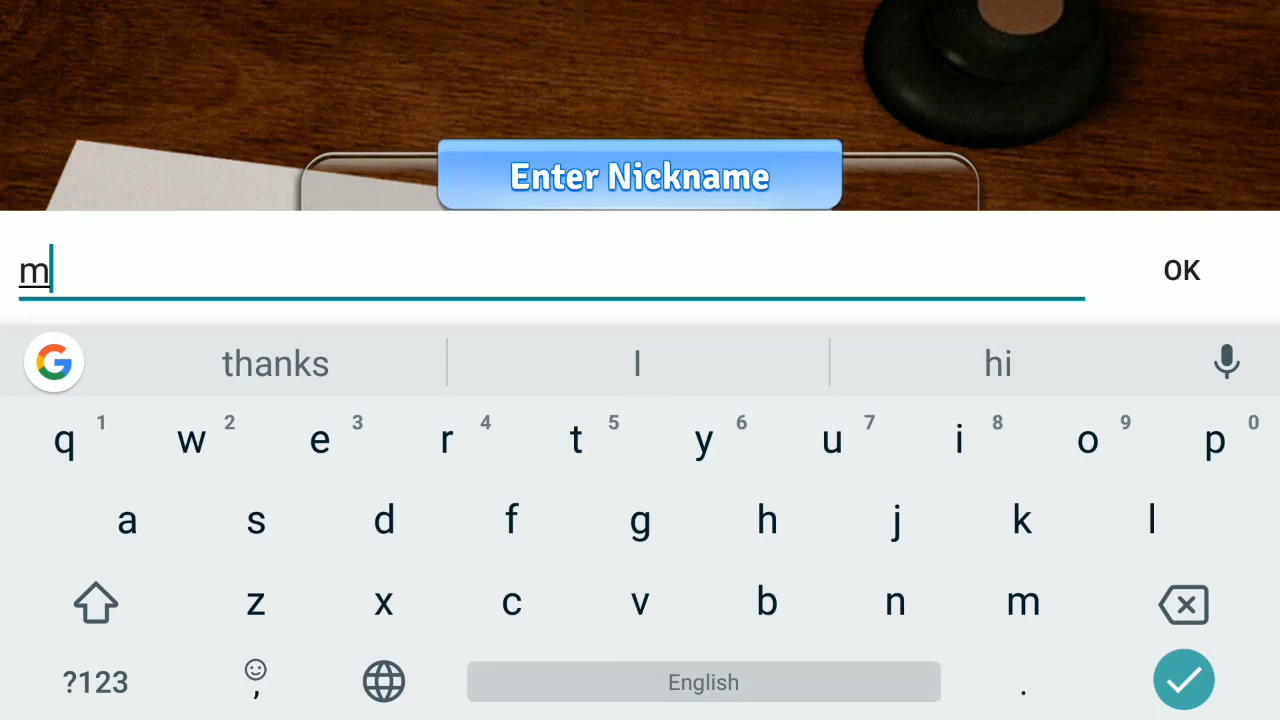 Enter Nickname
m
OK
thanks I hi
q 1 w 2 e 3 r 4 t 5 y 6 u 7 i 8 o 9 p 0
a s d f g h j k l
z x c v b n m
?123 , English .